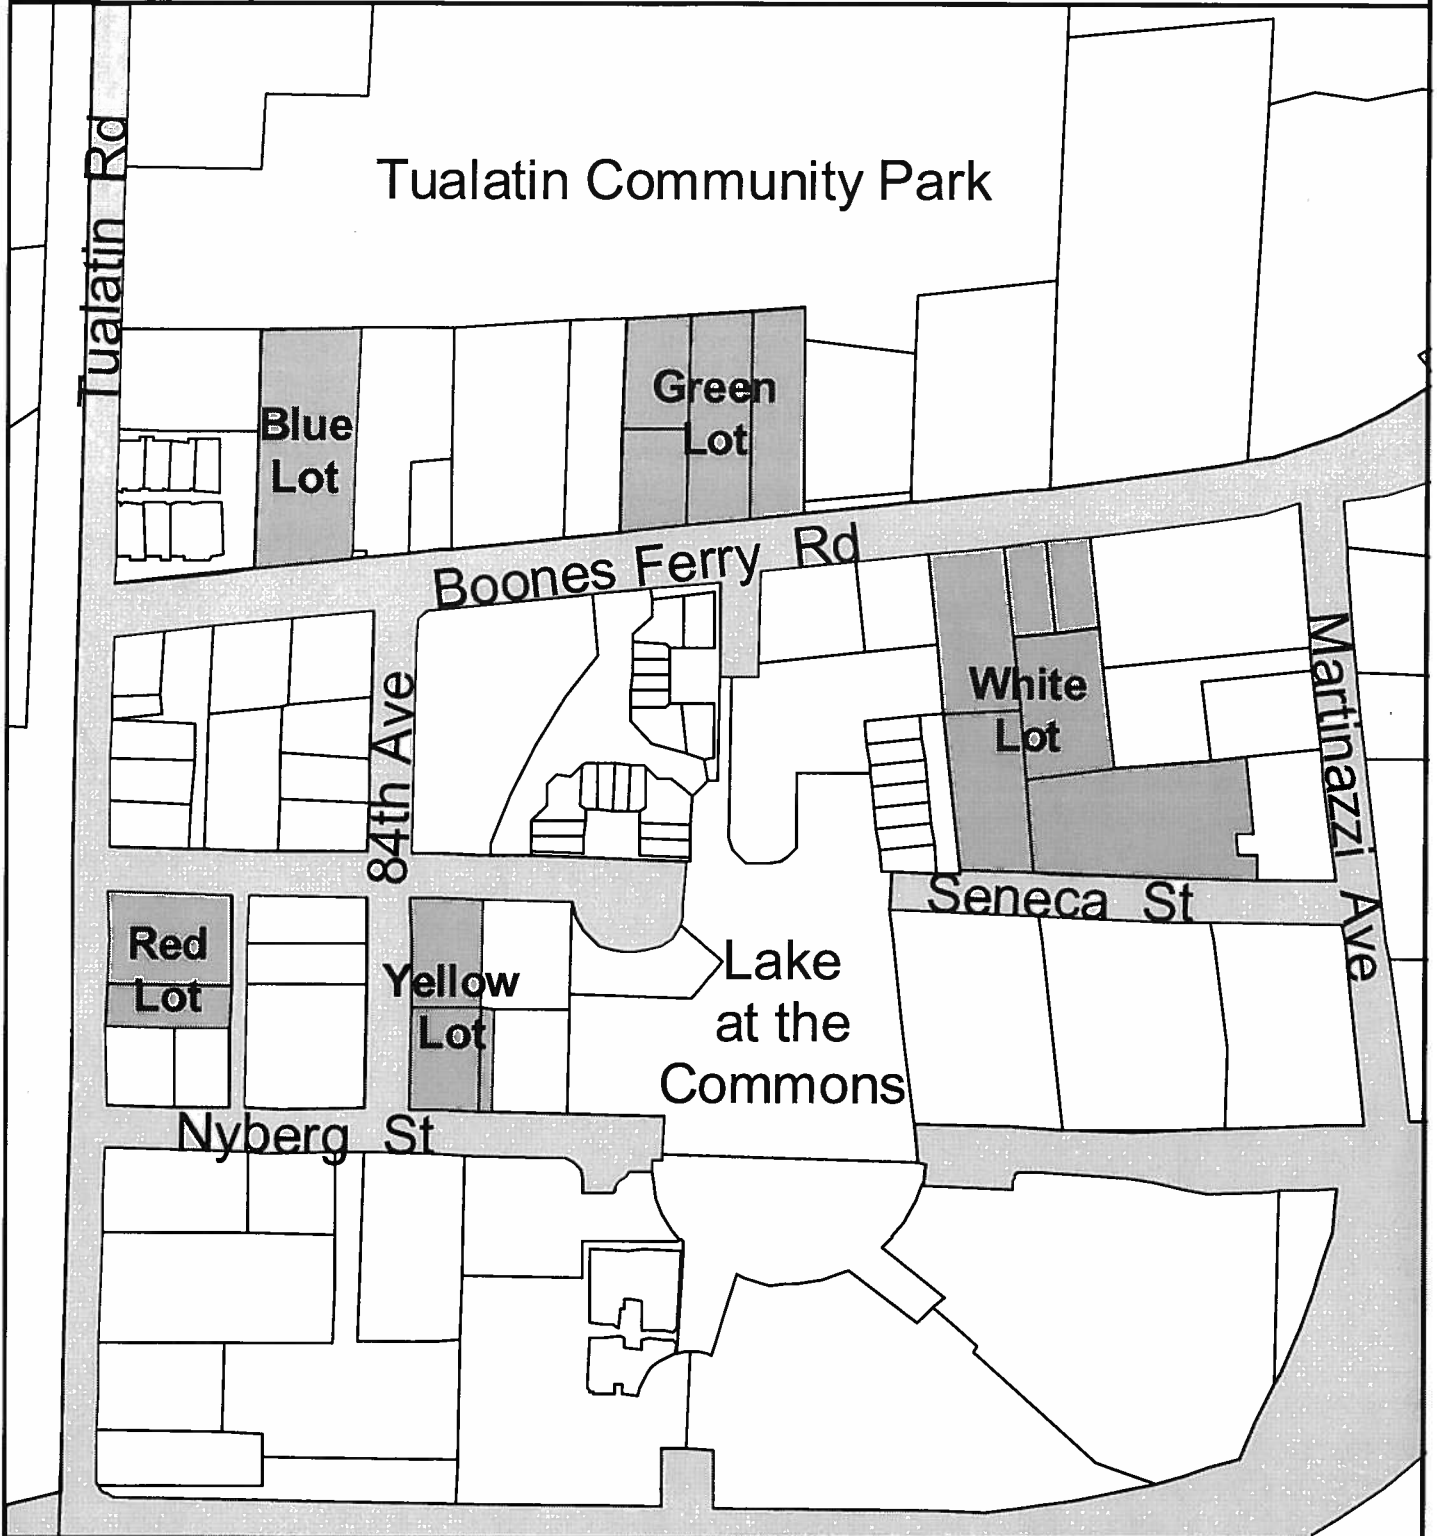 Tualatin Rd
Tualatin Community Park
Blue
Lot
Green
Lot
Boones Ferry Rd
White
Lot
Martinazzi Ave
84th Ave
Seneca St
Red
Lot
Yellow
Lot
Lake
at the
Commons
Nyberg St